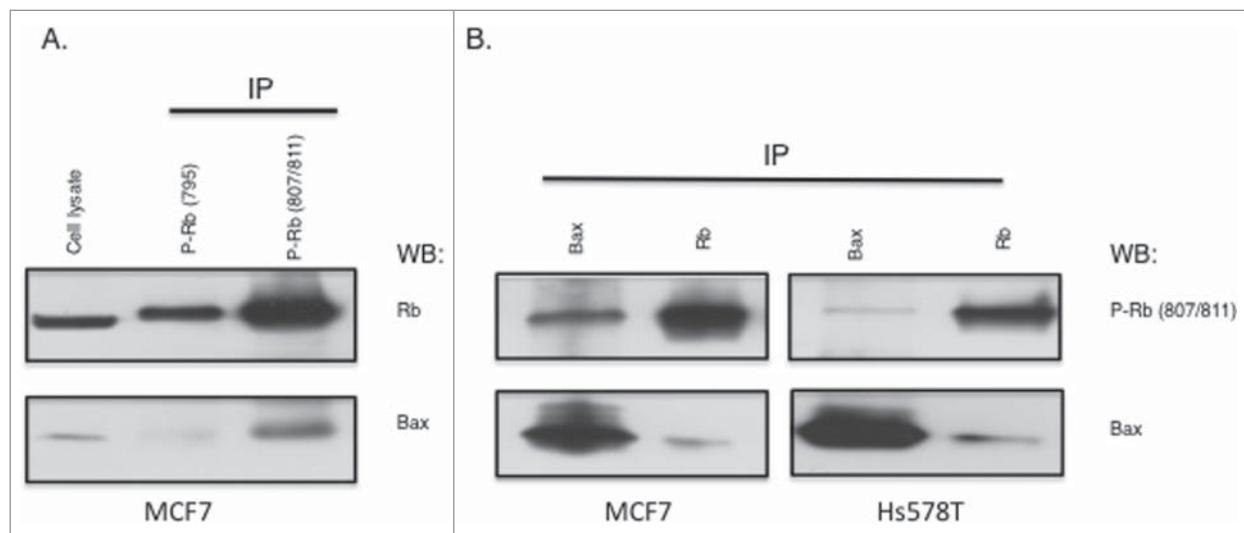 A.
IP
Cell lysate
P-Rb (795)
P-Rb (807/811)
WB:
Rb
Bax
MCF7
B.
IP
Bax
Rb
Bax
Rb
WB:
P-Rb (807/811)
Bax
MCF7
Hs578T